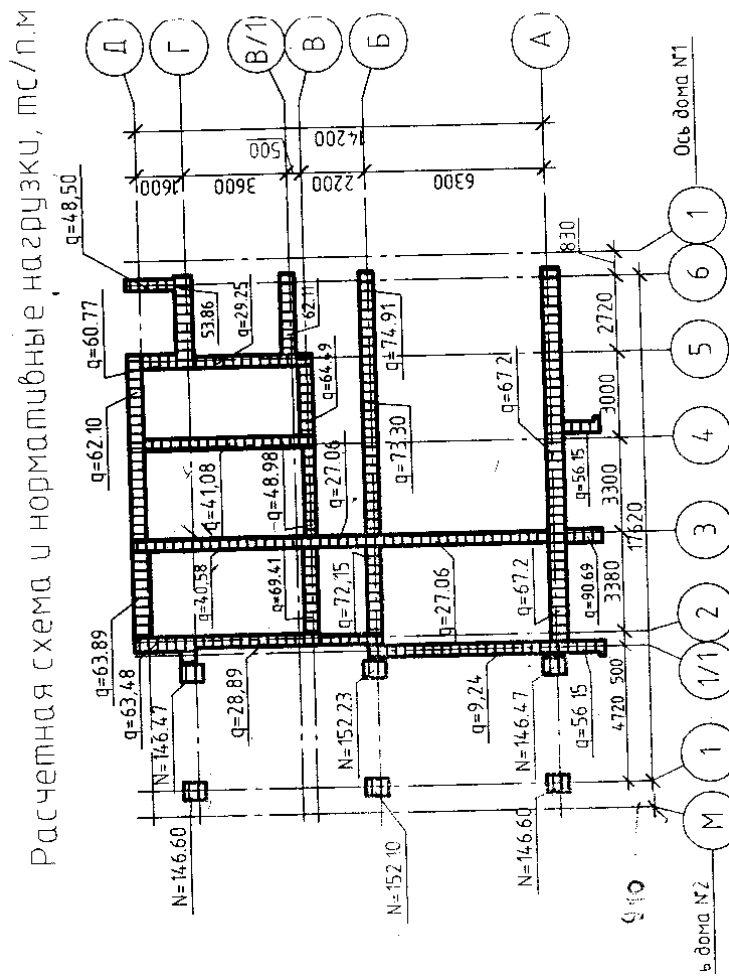 Расчетная схема и нормативные нагрузки, тс/п.м
Д
Г
В/1
В
Б
А
14200
1600
3600
500
2200
6300
q=48,50
q=60.77
53.86
q=29.25
62.11
q=62.10
q=64.49
q=74.91
q=67.2
q=41,08
q=48.98
q=27.06
q=73.30
q=56.15
q=63.89
q=40,58
q=69.41
q=72,15
q=27.06
q=67.2
q=90.69
q=63,48
N=146.47
q=28,89
N=152.23
q=9,24
N=146.47
q=56 15
N=146.60
N=152.10
N=146.60
830
2720
3000
3300
3380
500
4720
17620
940
Ось дома N1
1
6
5
4
3
2
1/1
1
М
ь дома N2